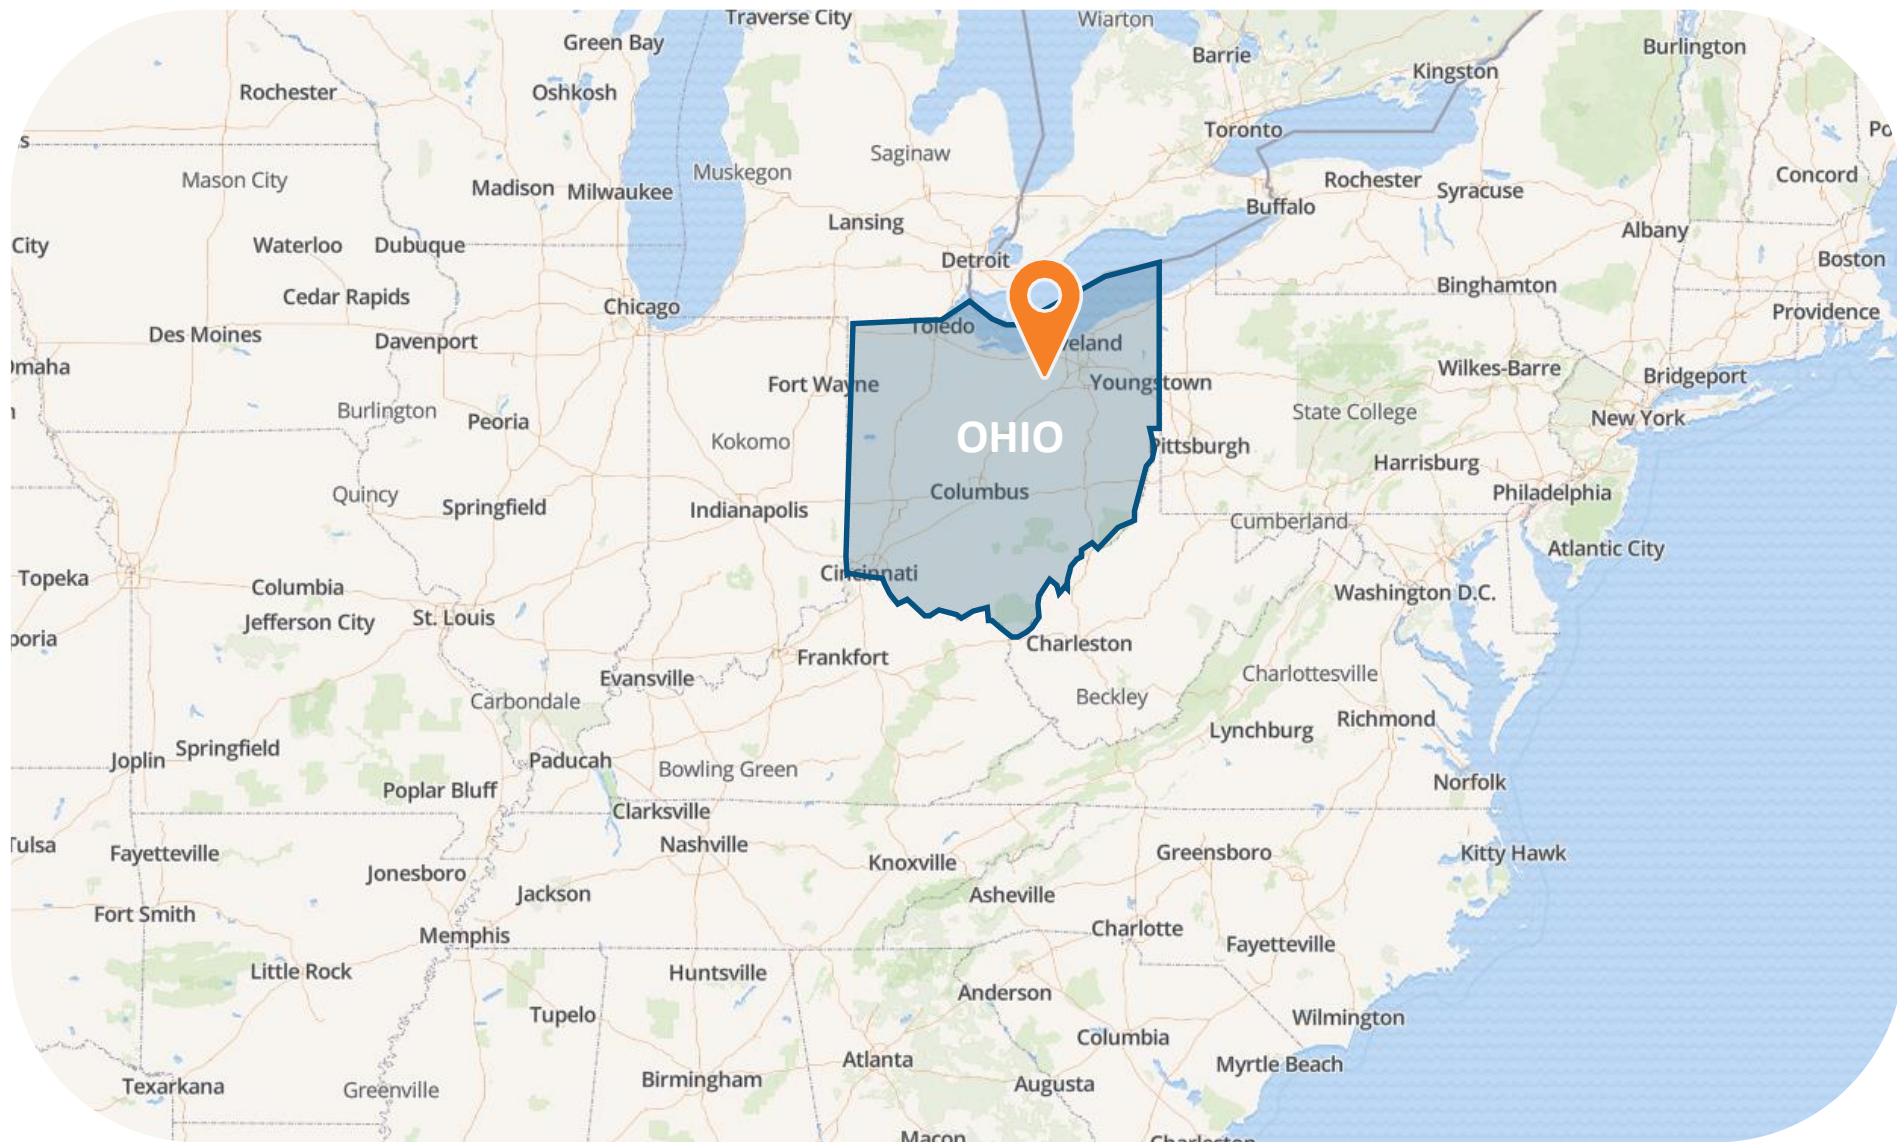 Traverse City
Wiarton
Green Bay
Burlington
Barrie
Kingston
Rochester
Oshkosh
Toronto
Saginaw
Muskegon
Concord
Mason City
Madison
Milwaukee
Rochester
Syracuse
Buffalo
Lansing
Albany
City
Waterloo
Dubuque
Detroit
Boston
Binghamton
Cedar Rapids
Chicago
Providence
Toledo
Des Moines
Davenport
veland
maha
Wilkes-Barre
Bridgeport
Fort Wayne
Youngstown
Burlington
State College
New York
Peoria
OHIO
Kokomo
Pittsburgh
Harrisburg
Quincy
Columbus
Philadelphia
Springfield
Indianapolis
Cumberland
Atlantic City
Topeka
Columbia
Cincinnati
Washington D.C.
Jefferson City
St. Louis
poria
Charleston
Frankfort
Evansville
Charlottesville
Carbondale
Beckley
Richmond
Lynchburg
Springfield
Joplin
Paducah
Bowling Green
Norfolk
Poplar Bluff
Clarksville
Tulsa
Nashville
Fayetteville
Knoxville
Greensboro
Kitty Hawk
Jonesboro
Jackson
Asheville
Fort Smith
Memphis
Charlotte
Fayetteville
Little Rock
Huntsville
Anderson
Tupelo
Wilmington
Columbia
Atlanta
Myrtle Beach
Texarkana
Greenville
Birmingham
Augusta
Macon
Charleston